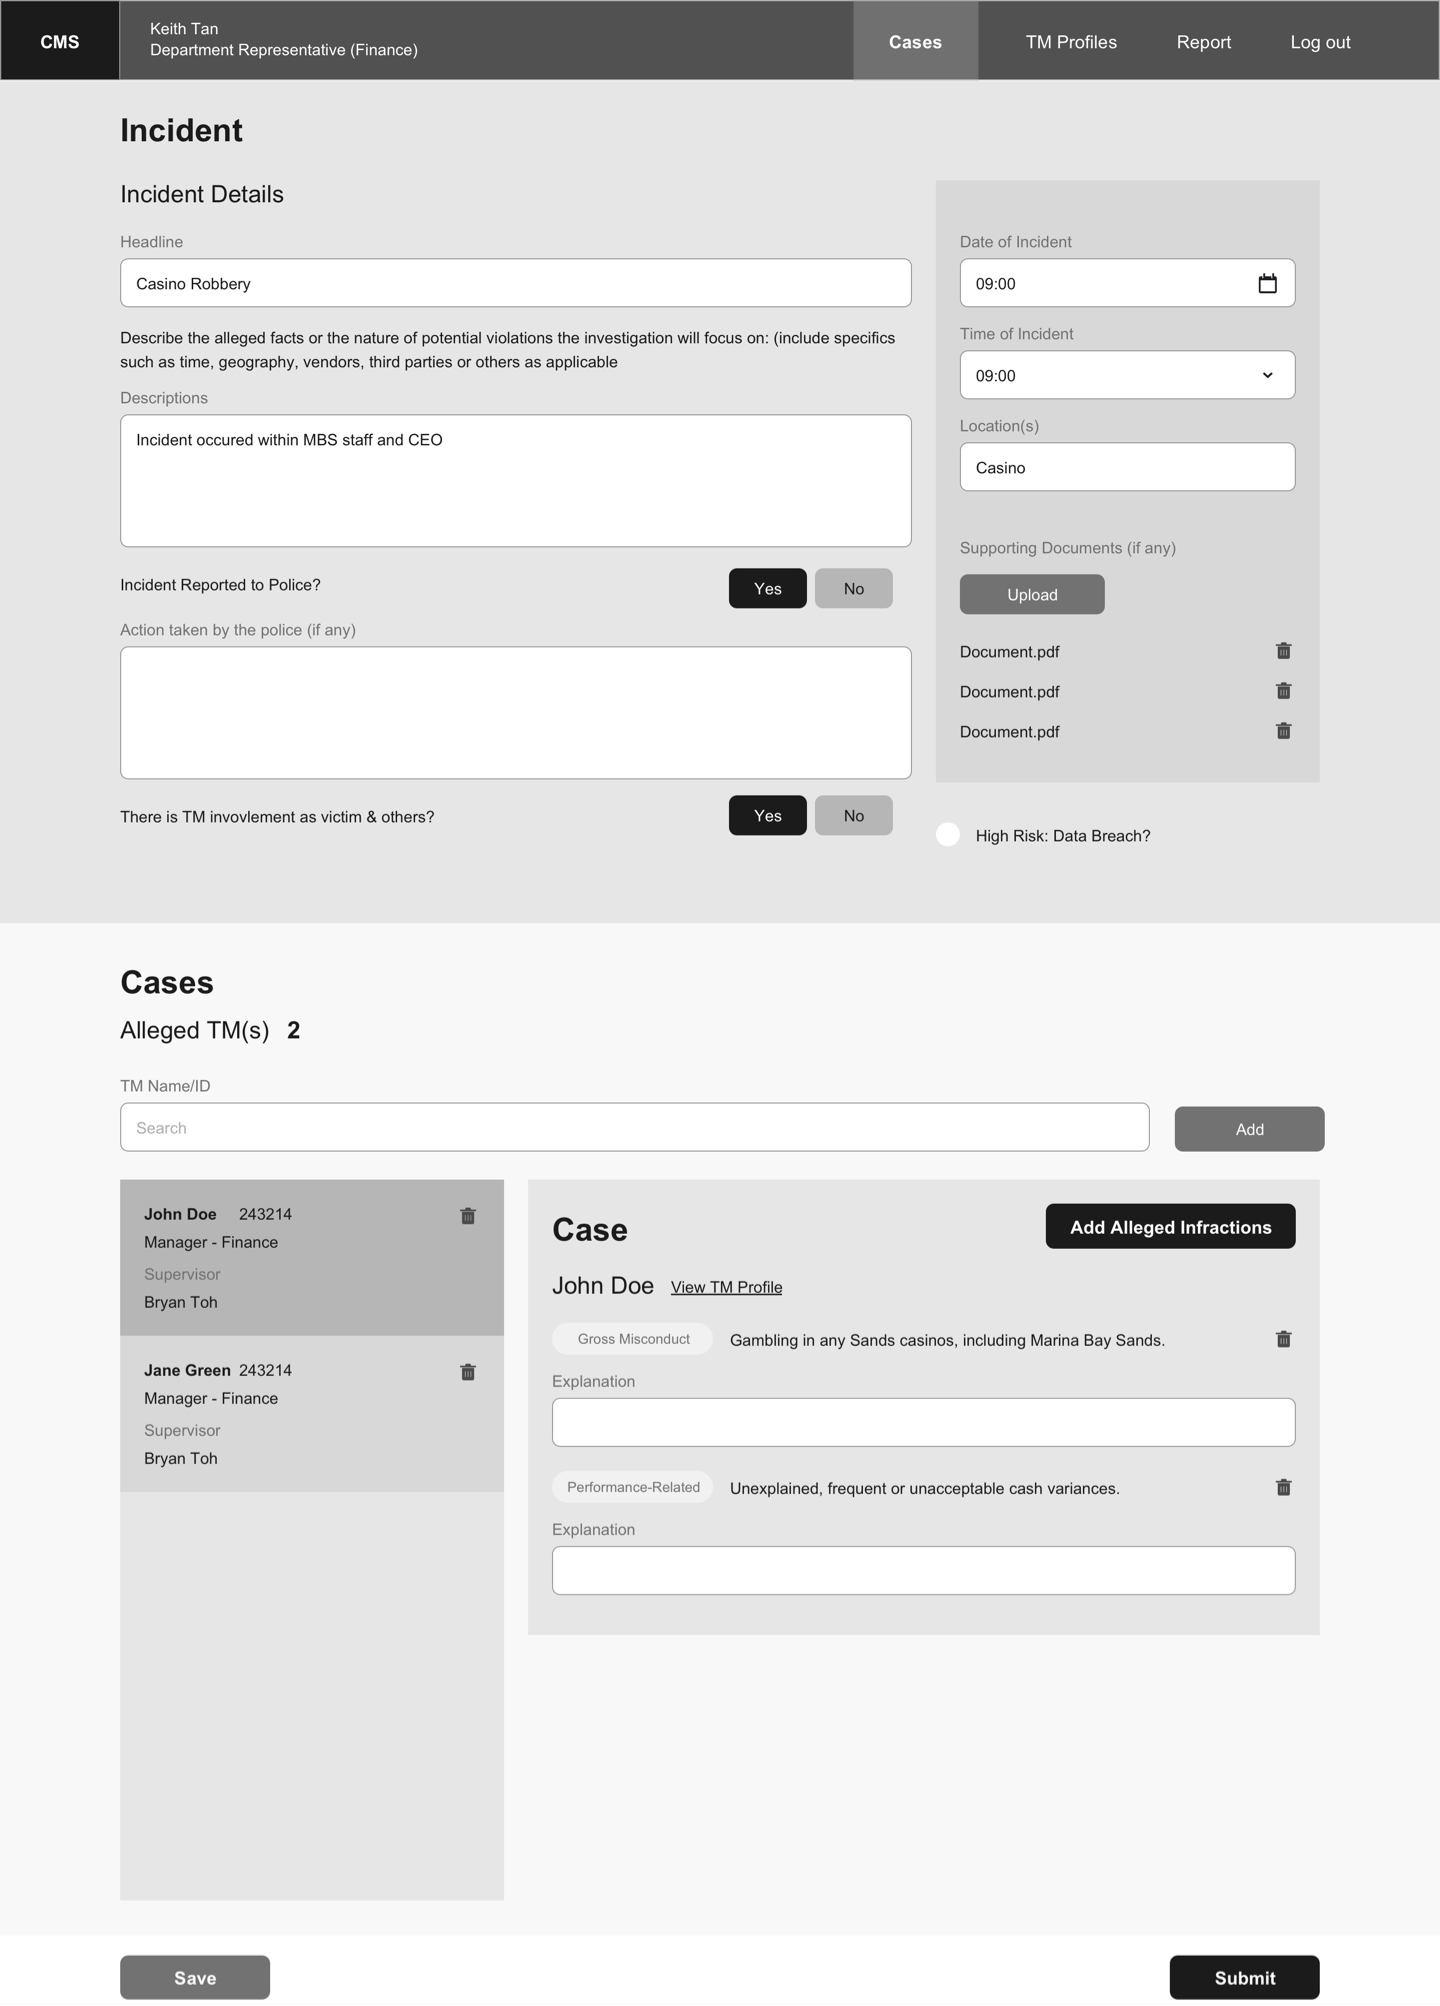 CMS
Keith Tan
Department Representative (Finance)
Cases
TM Profiles
Report
Log out
Incident
Incident Details
Headline
Casino Robbery
Describe the alleged facts or the nature of potential violations the investigation will focus on: (include specifics
such as time, geography, vendors, third parties or others as applicable
Descriptions
Incident occured within MBS staff and CEO
Incident Reported to Police?
Yes
No
Action taken by the police (if any)
There is TM invovlement as victim & others?
Yes
No
Date of Incident
09:00
Time of Incident
09:00
Location(s)
Casino
Supporting Documents (if any)
Upload
Document.pdf
Document.pdf
Document.pdf
High Risk: Data Breach?
Cases
Alleged TM(s) 2
TM Name/ID
Search
Add
John Doe 243214
Manager - Finance
Supervisor
Bryan Toh
Jane Green 243214
Manager - Finance
Supervisor
Bryan Toh
Case
Add Alleged Infractions
John Doe View TM Profile
Gross Misconduct Gambling in any Sands casinos, including Marina Bay Sands.
Explanation
Performance-Related Unexplained, frequent or unacceptable cash variances.
Explanation
Save
Submit